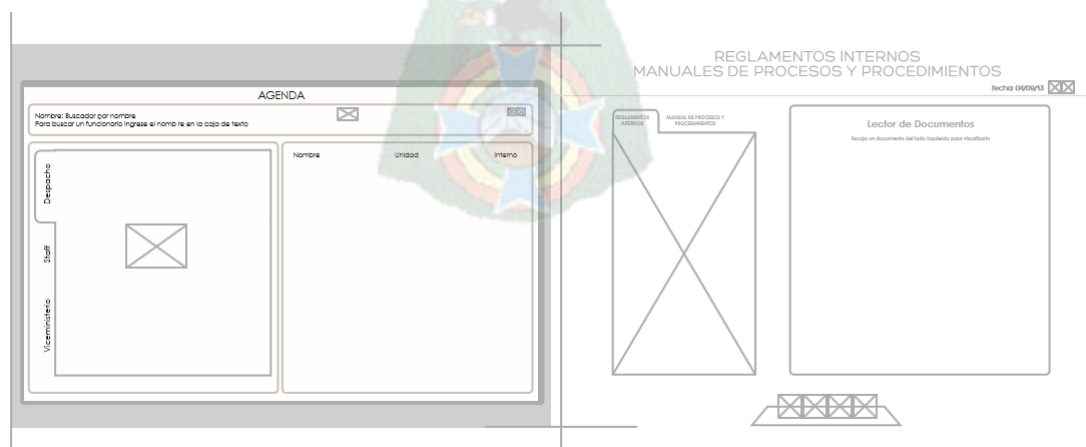 AGENDA
Nombre: Buscador por nombre
Para buscar un funcionario ingrese el nomb re en la caja de texto
Despacho
Staff
Viceministerio
Nombre Unidad Interno
REGLAMENTOS INTERNOS
MANUALES DE PROCESOS Y PROCEDIMIENTOS
fecha 04/09/13
REGLAMENTOS
INTERNOS
MANUAL DE PROCESOS Y
PROCEDIMIENTOS
Lector de Documentos
Escoja un documento del lado izquierdo para visualizarlo